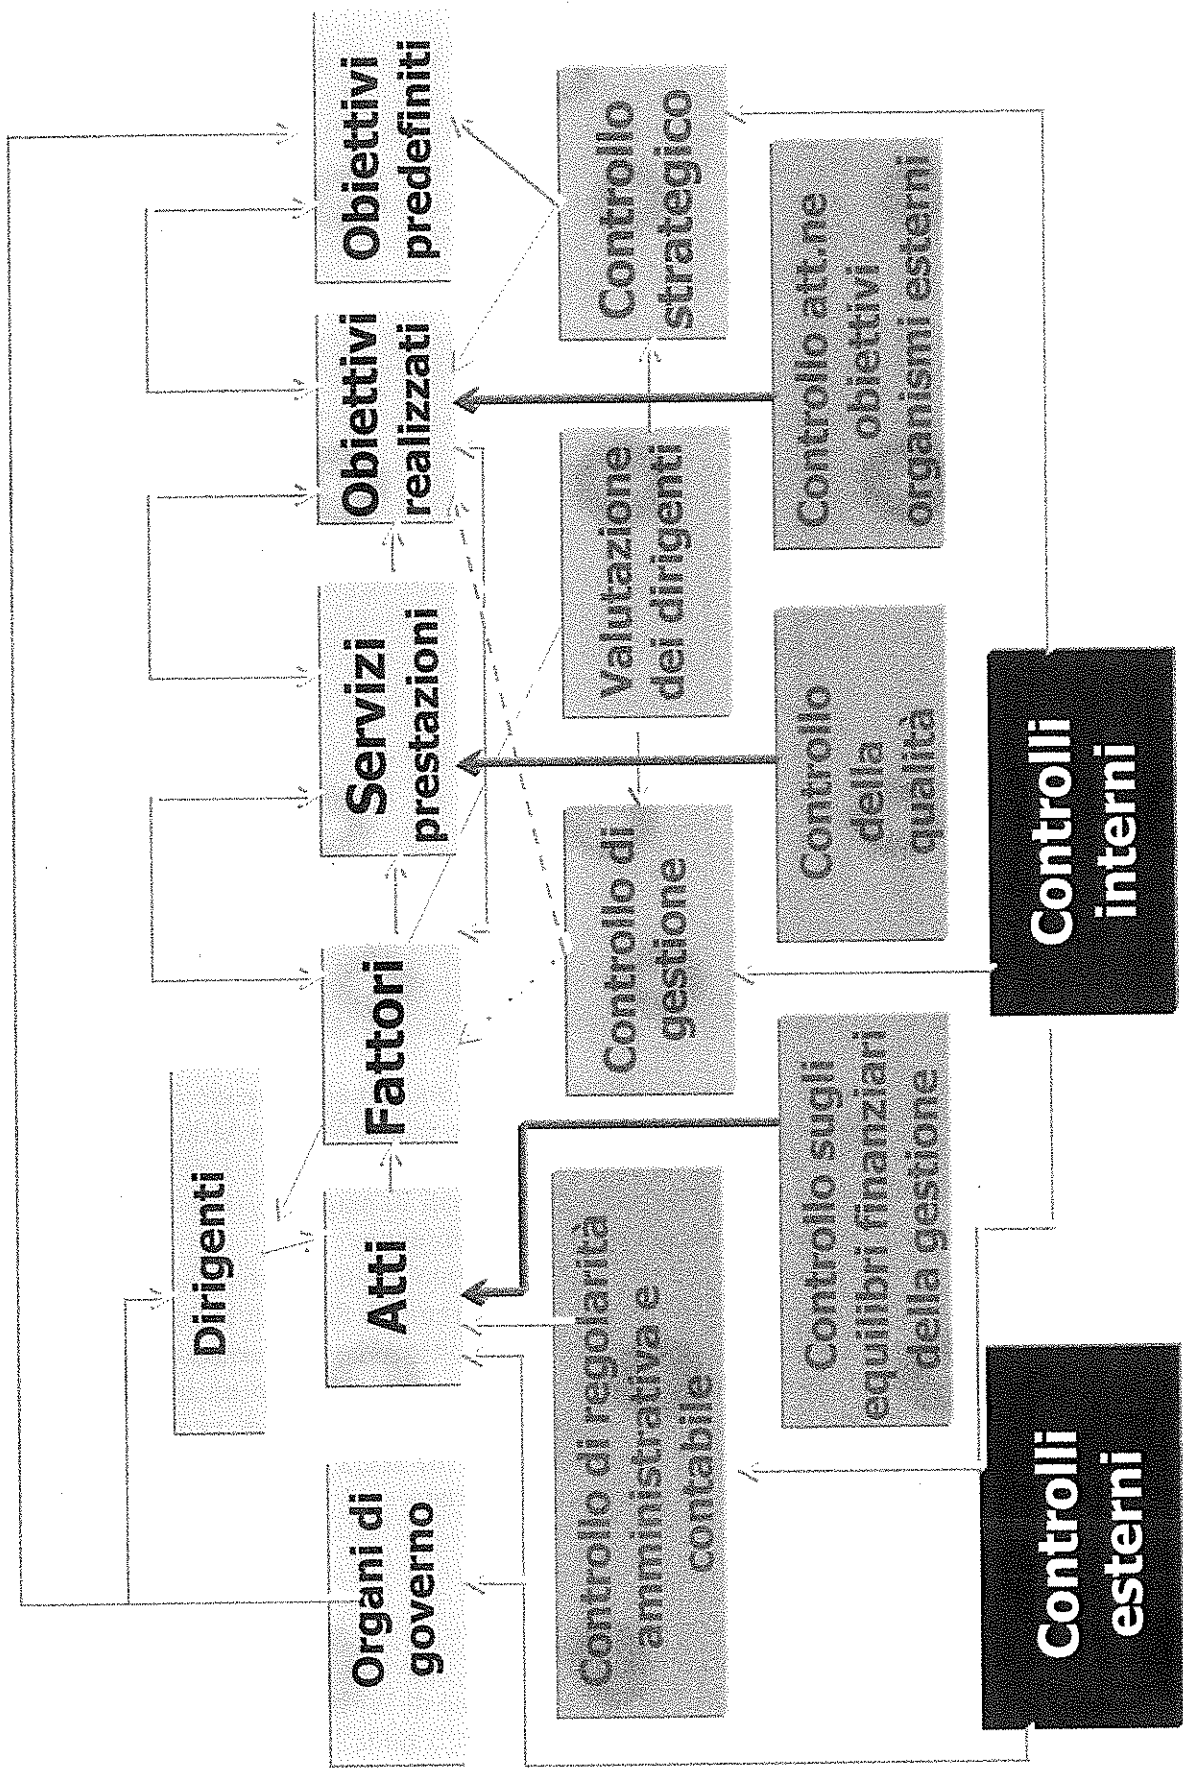 Dirigenti
Organi di
governo
Atti
Fattori
Servizi
prestazioni
Obiettivi
realizzati
Obiettivi
predefiniti
Controllo di regolarità
amministrativa e
contabile
Controllo di
gestione
Valutazione
dei dirigenti
Controllo
strategico
Controllo sugli
equilibri finanziari
della gestione
Controllo
della
qualità
Controllo att.ne
obiettivi
organismi esterni
Controlli
esterni
Controlli
interni